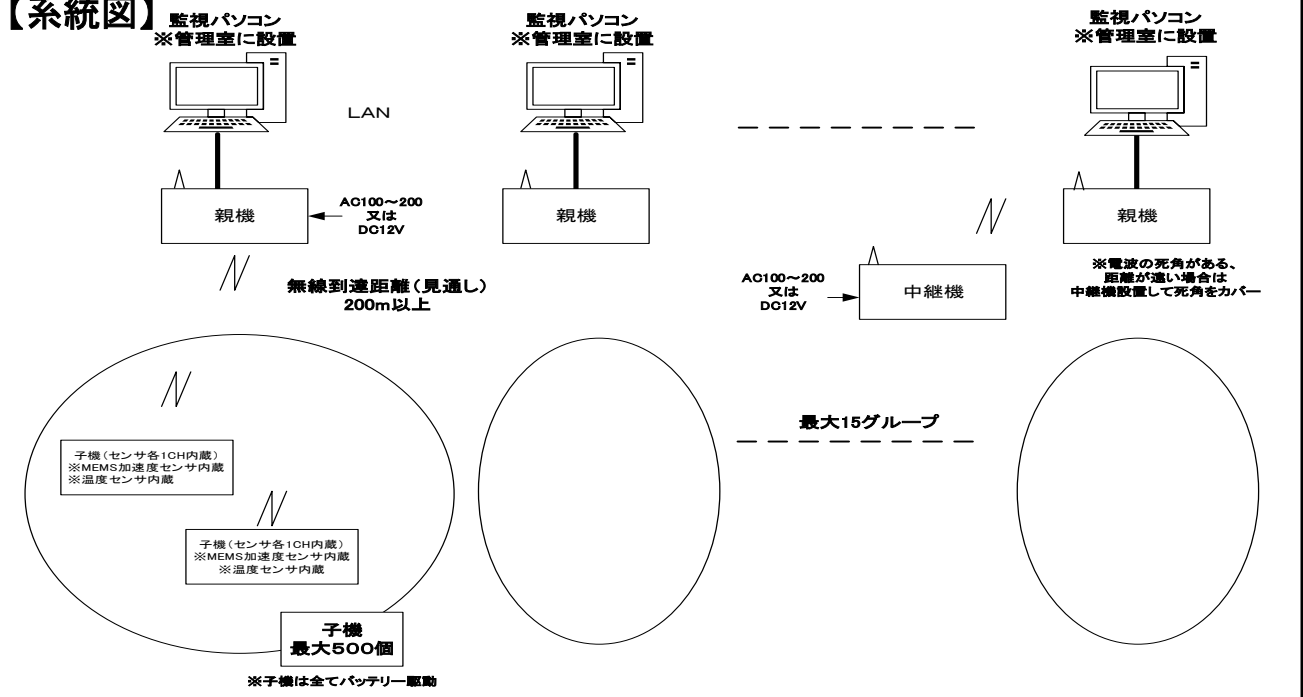 【系統図】
監視パソコン
※管理室に設置
監視パソコン
※管理室に設置
監視パソコン
※管理室に設置
LAN
親機
AC100～200
又は
DC12V
親機
親機
無線到達距離（見通し）
200m以上
AC100～200
又は
DC12V
中継機
※電波の死角がある、
距離が遠い場合は
中継機設置して死角をカバー
最大15グループ
子機（センサ各1CH内蔵）
※MEMS加速度センサ内蔵
※温度センサ内蔵
子機（センサ各1CH内蔵）
※MEMS加速度センサ内蔵
※温度センサ内蔵
子機
最大500個
※子機は全てバッテリー駆動